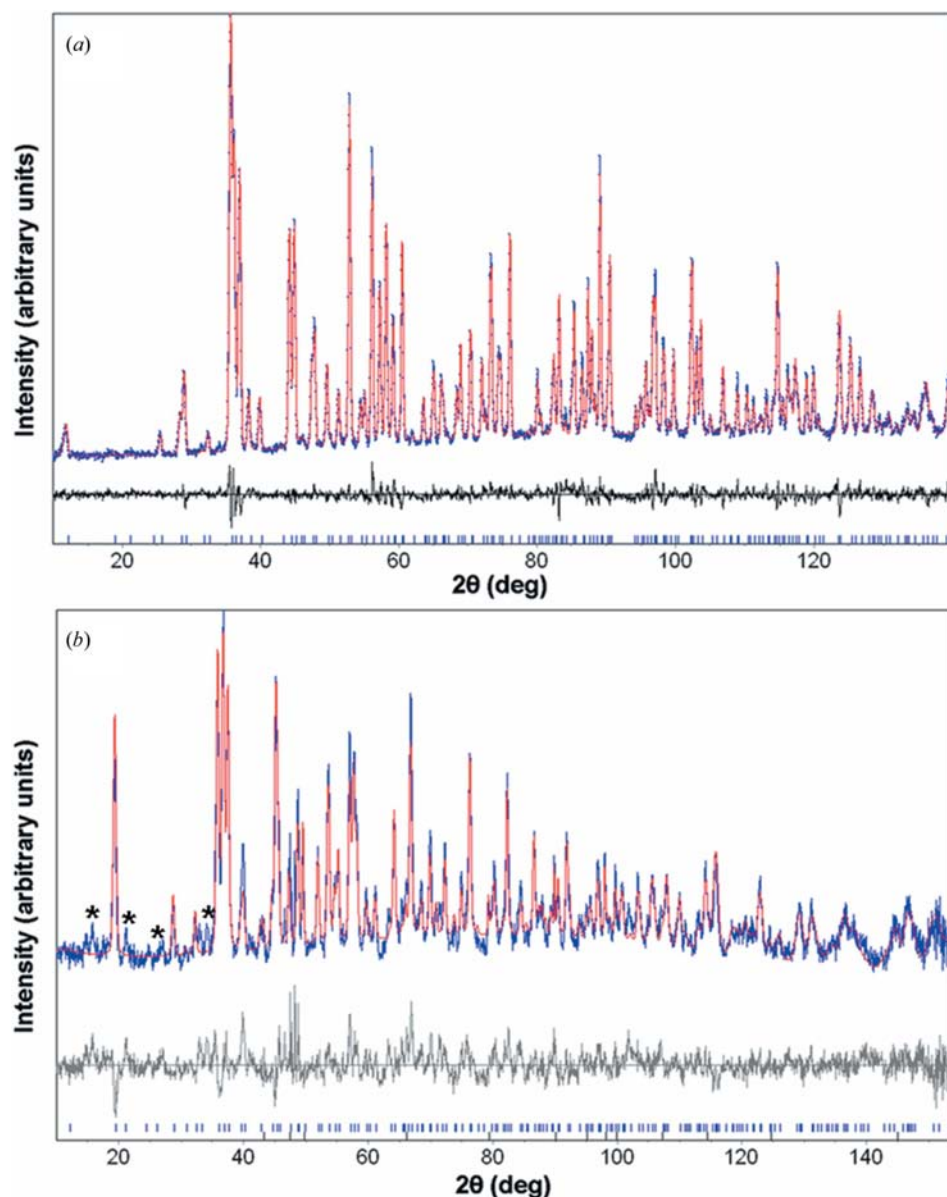 (a)
Intensity (arbitrary units)
20 40 60 80 100 120
2θ (deg)
(b)
Intensity (arbitrary units)
* * * *
20 40 60 80 100 120 140
2θ (deg)